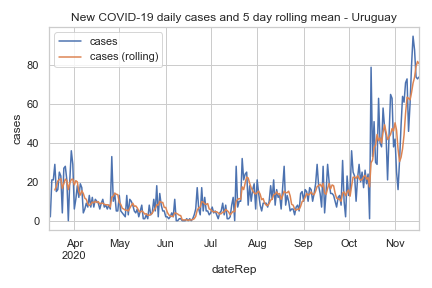 New COVID-19 daily cases and 5 day rolling mean - Uruguay
cases
cases (rolling)
80
60
40
20
0
cases
Apr May Jun Jul Aug Sep Oct Nov
2020
dateRep